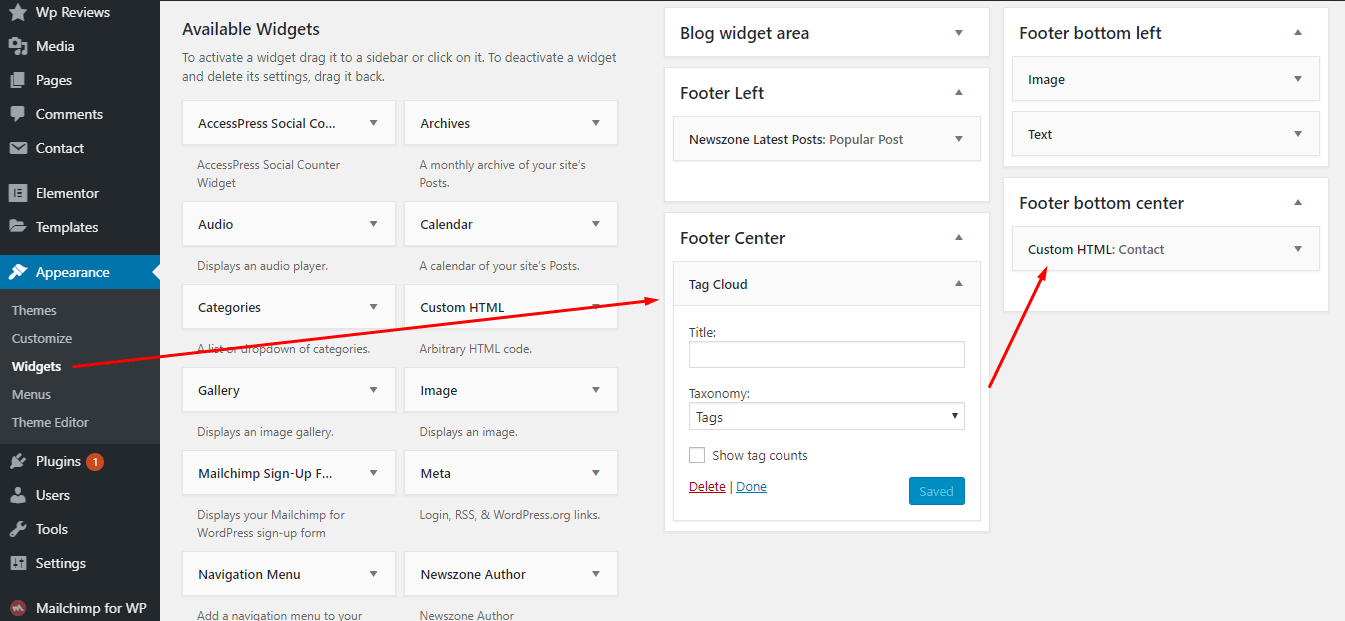 Wp Reviews
Media
Pages
Comments
Contact
Elementor
Templates
Appearance
Themes
Customize
Widgets
Menus
Theme Editor
Plugins 1
Users
Tools
Settings
Mailchimp for WP
Available Widgets
To activate a widget drag it to a sidebar or click on it. To deactivate a widget
and delete its settings, drag it back.
AccessPress Social Co...
AccessPress Social Counter
Widget
Archives
A monthly archive of your site's
Posts.
Audio
Displays an audio player.
Calendar
A calendar of your site's Posts.
Categories
A list or dropdown of categories.
Custom HTML
Arbitrary HTML code.
Gallery
Displays an image gallery.
Image
Displays an image.
Mailchimp Sign-Up F...
Displays your Mailchimp for
WordPress sign-up form
Meta
Login, RSS, & WordPress.org links.
Navigation Menu
Add a navigation menu to your
Newszone Author
Newszone Author
Blog widget area
Footer Left
Newszone Latest Posts: Popular Post
Footer Center
Tag Cloud
Title:
Taxonomy:
Tags
Show tag counts
Delete | Done
Saved
Footer bottom left
Image
Text
Footer bottom center
Custom HTML: Contact